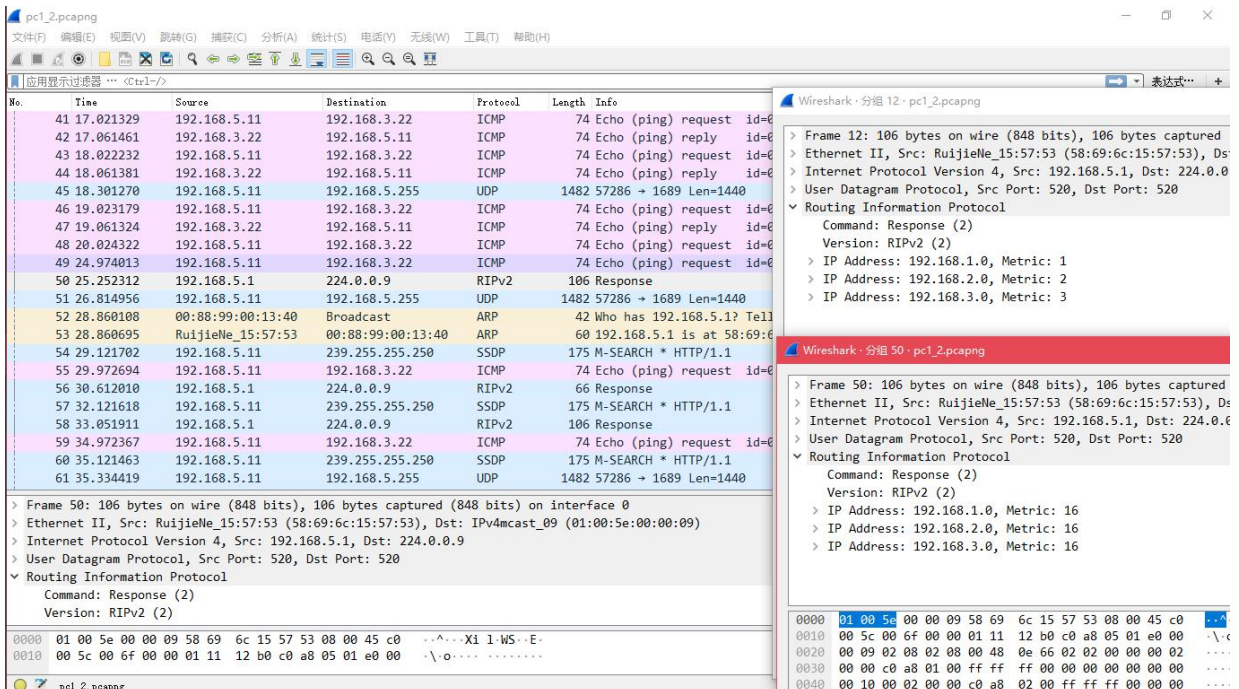 pc1_2.pcapng
文件(F) 编辑(E) 视图(V) 跳转(G) 捕获(C) 分析(A) 统计(S) 电话(Y) 无线(W) 工具(T) 帮助(H)
应用显示过滤器 … <Ctrl-/> 表达式… +
No. Time Source Destination Protocol Length Info
41 17.021329 192.168.5.11 192.168.3.22 ICMP 74 Echo (ping) request id=0
42 17.061461 192.168.3.22 192.168.5.11 ICMP 74 Echo (ping) reply id=0
43 18.022232 192.168.5.11 192.168.3.22 ICMP 74 Echo (ping) request id=0
44 18.061381 192.168.3.22 192.168.5.11 ICMP 74 Echo (ping) reply id=0
45 18.301270 192.168.5.11 192.168.5.255 UDP 1482 57286 → 1689 Len=1440
46 19.023179 192.168.5.11 192.168.3.22 ICMP 74 Echo (ping) request id=0
47 19.061324 192.168.3.22 192.168.5.11 ICMP 74 Echo (ping) reply id=0
48 20.024322 192.168.5.11 192.168.3.22 ICMP 74 Echo (ping) request id=0
49 24.974013 192.168.5.11 192.168.3.22 ICMP 74 Echo (ping) request id=0
50 25.252312 192.168.5.1 224.0.0.9 RIPv2 106 Response
51 26.814956 192.168.5.11 192.168.5.255 UDP 1482 57286 → 1689 Len=1440
52 28.860108 00:88:99:00:13:40 Broadcast ARP 42 Who has 192.168.5.1? Tell
53 28.860695 RuijieNe_15:57:53 00:88:99:00:13:40 ARP 60 192.168.5.1 is at 58:69:6
54 29.121702 192.168.5.11 239.255.255.250 SSDP 175 M-SEARCH * HTTP/1.1
55 29.972694 192.168.5.11 192.168.3.22 ICMP 74 Echo (ping) request id=0
56 30.612010 192.168.5.1 224.0.0.9 RIPv2 66 Response
57 32.121618 192.168.5.11 239.255.255.250 SSDP 175 M-SEARCH * HTTP/1.1
58 33.051911 192.168.5.1 224.0.0.9 RIPv2 106 Response
59 34.972367 192.168.5.11 192.168.3.22 ICMP 74 Echo (ping) request id=0
60 35.121463 192.168.5.11 239.255.255.250 SSDP 175 M-SEARCH * HTTP/1.1
61 35.334419 192.168.5.11 192.168.5.255 UDP 1482 57286 → 1689 Len=1440
Frame 50: 106 bytes on wire (848 bits), 106 bytes captured (848 bits) on interface 0
Ethernet II, Src: RuijieNe_15:57:53 (58:69:6c:15:57:53), Dst: IPv4mcast_09 (01:00:5e:00:00:09)
Internet Protocol Version 4, Src: 192.168.5.1, Dst: 224.0.0.9
User Datagram Protocol, Src Port: 520, Dst Port: 520
Routing Information Protocol
Command: Response (2)
Version: RIPv2 (2)
0000 01 00 5e 00 00 09 58 69 6c 15 57 53 08 00 45 c0 ··^···Xi l·WS··E·
0010 00 5c 00 6f 00 00 01 11 12 b0 c0 a8 05 01 e0 00 ·\·o···· ········
pc1_2.pcapng
Wireshark · 分组 12 · pc1_2.pcapng
Frame 12: 106 bytes on wire (848 bits), 106 bytes captured
Ethernet II, Src: RuijieNe_15:57:53 (58:69:6c:15:57:53), Ds
Internet Protocol Version 4, Src: 192.168.5.1, Dst: 224.0.0
User Datagram Protocol, Src Port: 520, Dst Port: 520
Routing Information Protocol
Command: Response (2)
Version: RIPv2 (2)
IP Address: 192.168.1.0, Metric: 1
IP Address: 192.168.2.0, Metric: 2
IP Address: 192.168.3.0, Metric: 3
Wireshark · 分组 50 · pc1_2.pcapng
Frame 50: 106 bytes on wire (848 bits), 106 bytes captured
Ethernet II, Src: RuijieNe_15:57:53 (58:69:6c:15:57:53), Ds
Internet Protocol Version 4, Src: 192.168.5.1, Dst: 224.0.0
User Datagram Protocol, Src Port: 520, Dst Port: 520
Routing Information Protocol
Command: Response (2)
Version: RIPv2 (2)
IP Address: 192.168.1.0, Metric: 16
IP Address: 192.168.2.0, Metric: 16
IP Address: 192.168.3.0, Metric: 16
0000 01 00 5e 00 00 09 58 69 6c 15 57 53 08 00 45 c0 ··^
0010 00 5c 00 6f 00 00 01 11 12 b0 c0 a8 05 01 e0 00 ·\·
0020 00 09 02 08 02 08 00 48 0e 66 02 02 00 00 00 02 ····
0030 00 00 c0 a8 01 00 ff ff ff 00 00 00 00 00 00 00 ····
0040 00 10 00 02 00 00 c0 a8 02 00 ff ff ff 00 00 00 ····